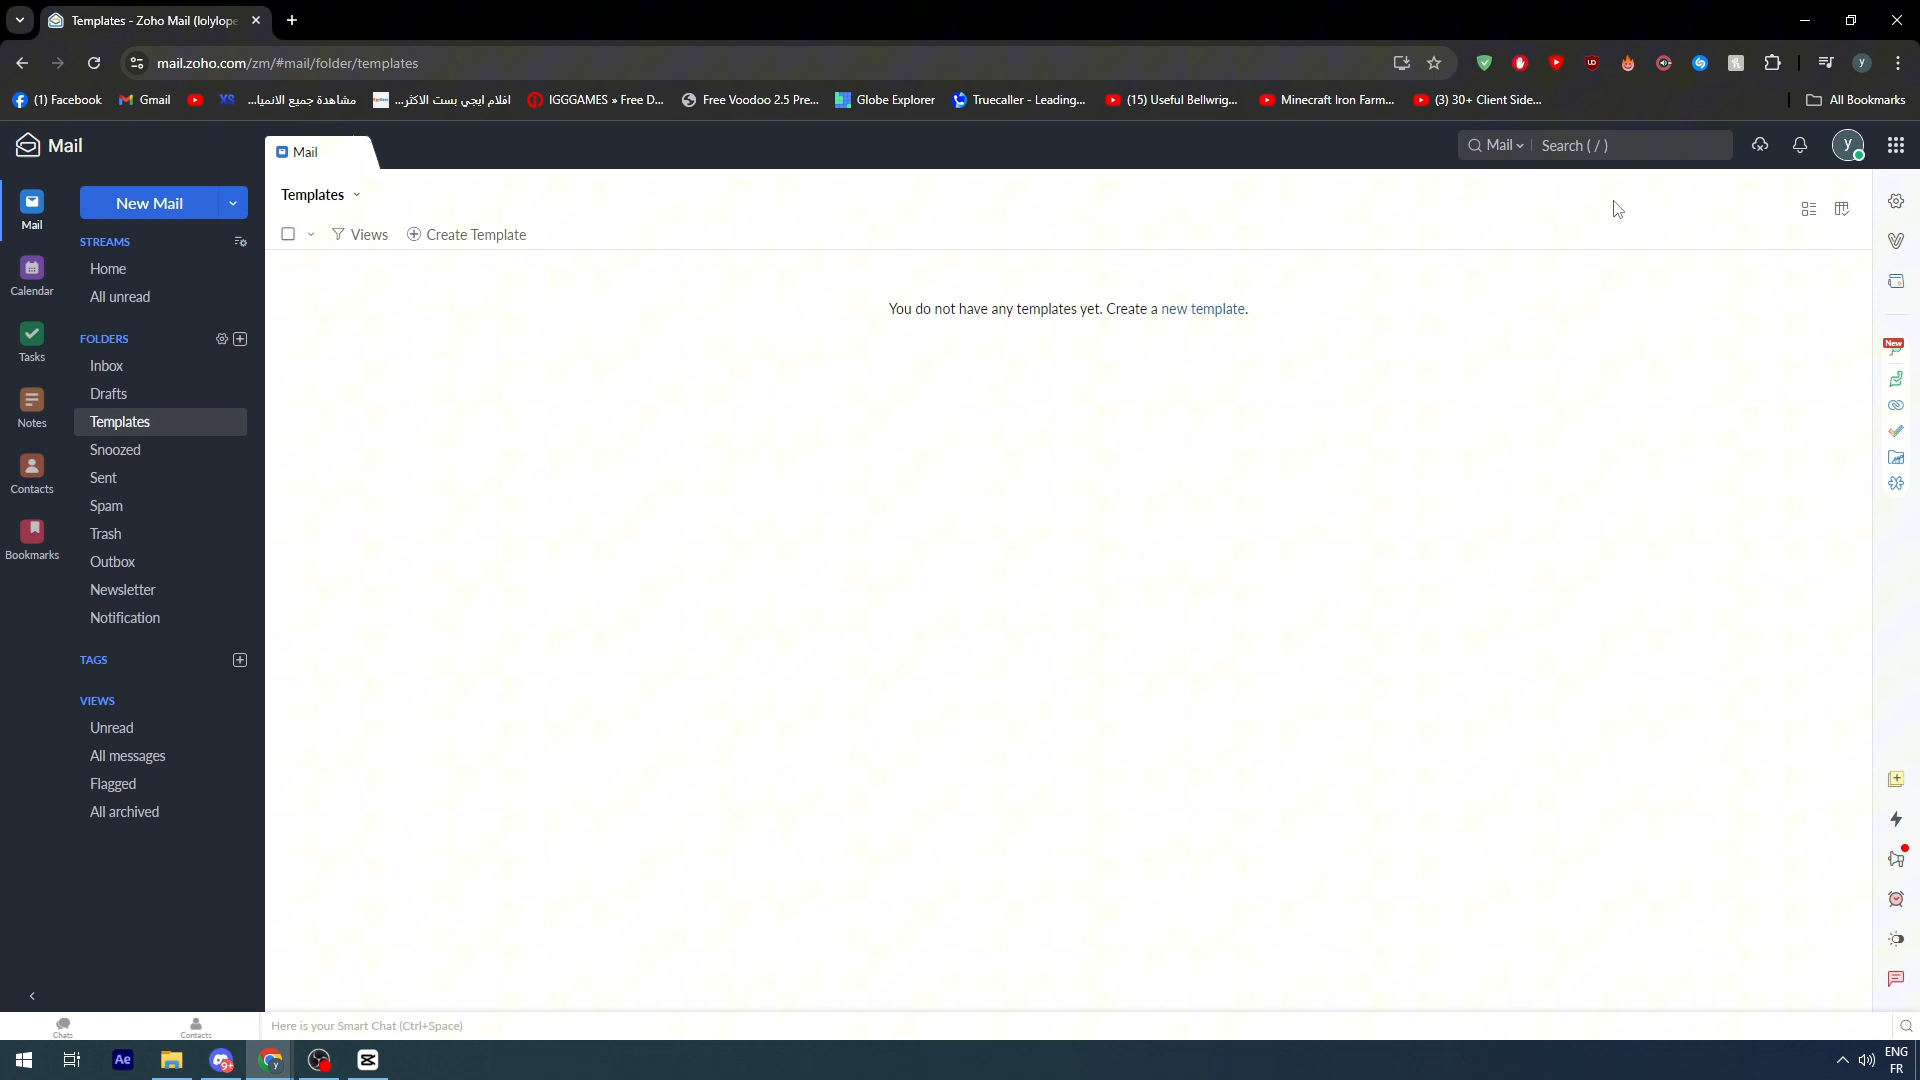 Templates - Zoho Mail (lolylope
mail.zoho.com/zm/#mail/folder/templates
(1) Facebook
Gmail
مشاهدة جميع الانميا...
افلام ايجي بست الاكثر...
IGGGAMES » Free D...
Free Voodoo 2.5 Pre...
Globe Explorer
Truecaller - Leading...
(15) Useful Bellwrig...
Minecraft Iron Farm...
(3) 30+ Client Side...
All Bookmarks
Mail
Mail
Mail
Search ( / )
y
Templates
Views
Create Template
You do not have any templates yet. Create a new template.
Mail
Calendar
Tasks
Notes
Contacts
Bookmarks
New Mail
STREAMS
Home
All unread
FOLDERS
Inbox
Drafts
Templates
Snoozed
Sent
Spam
Trash
Outbox
Newsletter
Notification
TAGS
VIEWS
Unread
All messages
Flagged
All archived
New
Chats
Contacts
Here is your Smart Chat (Ctrl+Space)
Ae
9+
ENG
FR